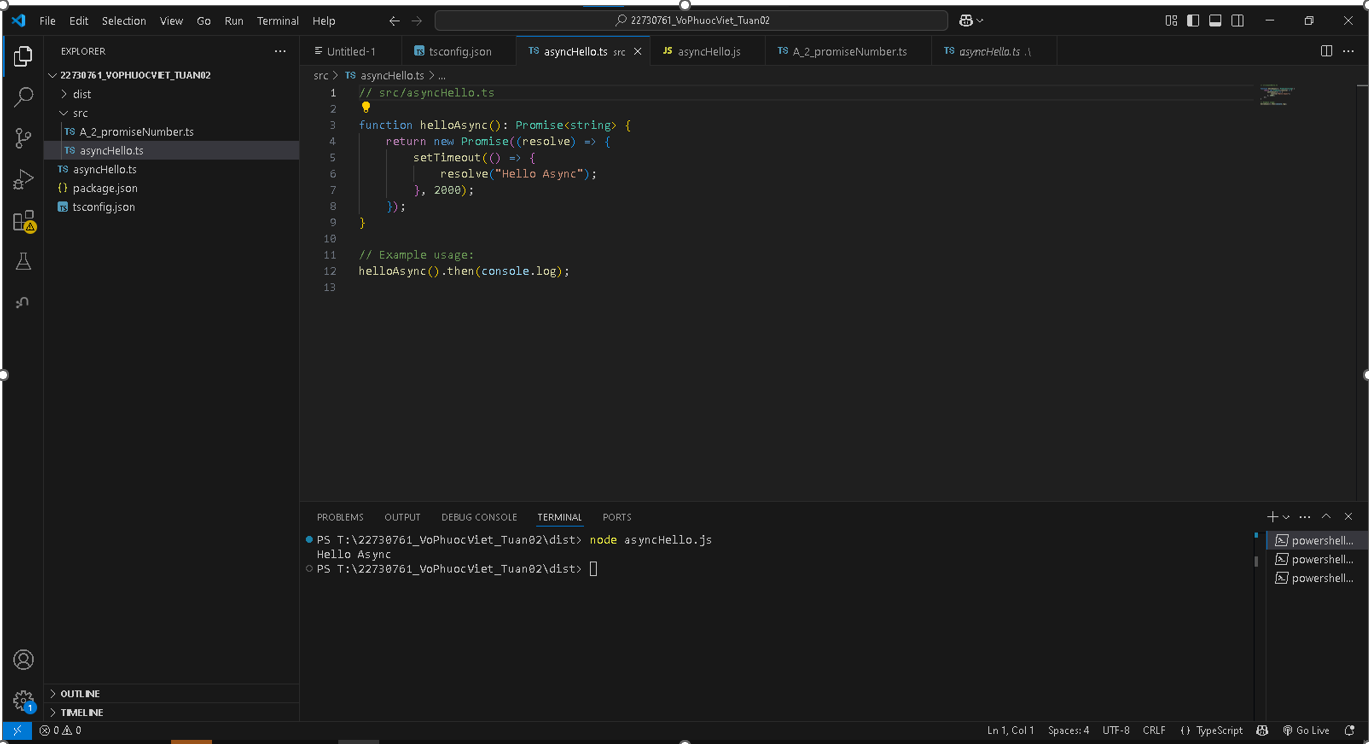 File Edit Selection View Go Run Terminal Help
22730761_VoPhuocViet_Tuan02
EXPLORER
22730761_VOPHUOCVIET_TUAN02
dist
src
TS A_2_promiseNumber.ts
TS asyncHello.ts
TS asyncHello.ts
{} package.json
TS tsconfig.json
OUTLINE
TIMELINE
Untitled-1
TS tsconfig.json
TS asyncHello.ts src
JS asyncHello.js
TS A_2_promiseNumber.ts
TS asyncHello.ts .\
src > TS asyncHello.ts > ...
1 // src/asyncHello.ts
2
3 function helloAsync(): Promise<string> {
4 return new Promise((resolve) => {
5 setTimeout(() => {
6 resolve("Hello Async");
7 }, 2000);
8 });
9 }
10
11 // Example usage:
12 helloAsync().then(console.log);
13
PROBLEMS OUTPUT DEBUG CONSOLE TERMINAL PORTS
PS T:\22730761_VoPhuocViet_Tuan02\dist> node asyncHello.js
Hello Async
PS T:\22730761_VoPhuocViet_Tuan02\dist>
powershell...
powershell...
powershell...
1
0 0
Ln 1, Col 1 Spaces: 4 UTF-8 CRLF {} TypeScript Go Live